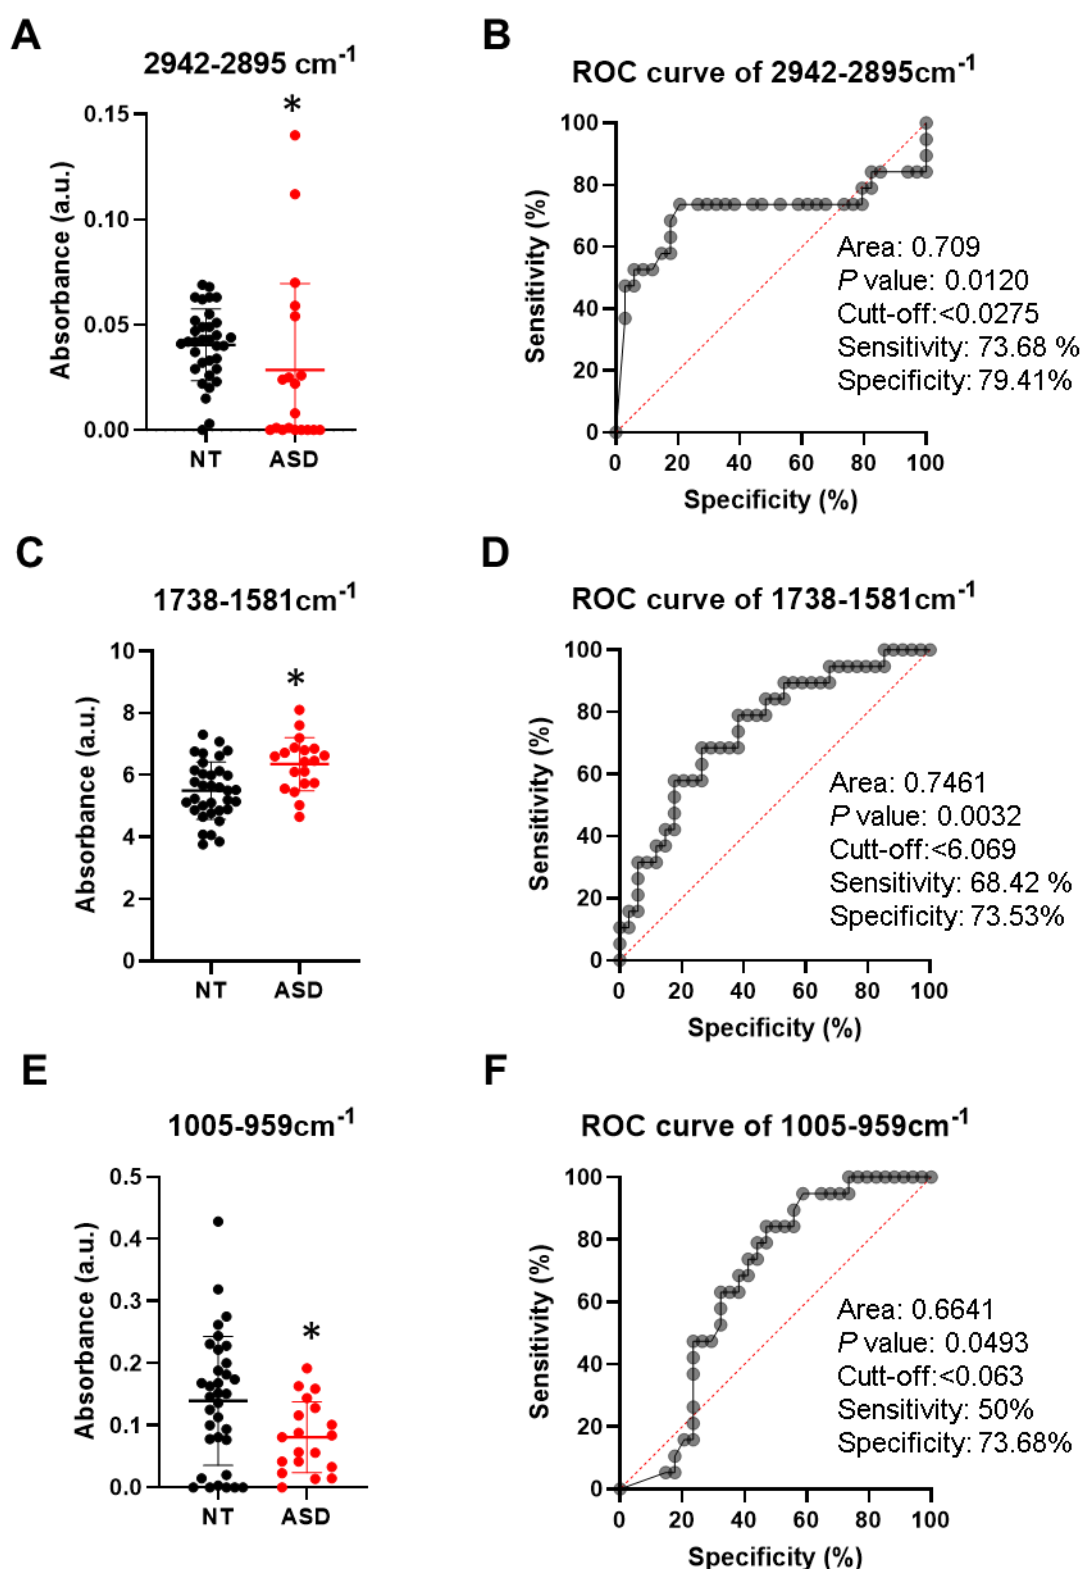 A
2942-2895 cm⁻¹
*
Absorbance (a.u.)
0.15
0.10
0.05
0.00
NT ASD
B
ROC curve of 2942-2895cm⁻¹
Sensitivity (%)
100
80
60
40
20
0
0 20 40 60 80 100
Specificity (%)
Area: 0.709
P value: 0.0120
Cutt-off:<0.0275
Sensitivity: 73.68 %
Specificity: 79.41%
C
1738-1581cm⁻¹
*
Absorbance (a.u.)
10
8
6
4
2
0
NT ASD
D
ROC curve of 1738-1581cm⁻¹
Sensitivity (%)
100
80
60
40
20
0
0 20 40 60 80 100
Specificity (%)
Area: 0.7461
P value: 0.0032
Cutt-off:<6.069
Sensitivity: 68.42 %
Specificity: 73.53%
E
1005-959cm⁻¹
*
Absorbance (a.u.)
0.5
0.4
0.3
0.2
0.1
0.0
NT ASD
F
ROC curve of 1005-959cm⁻¹
Sensitivity (%)
100
80
60
40
20
0
0 20 40 60 80 100
Specificity (%)
Area: 0.6641
P value: 0.0493
Cutt-off:<0.063
Sensitivity: 50%
Specificity: 73.68%